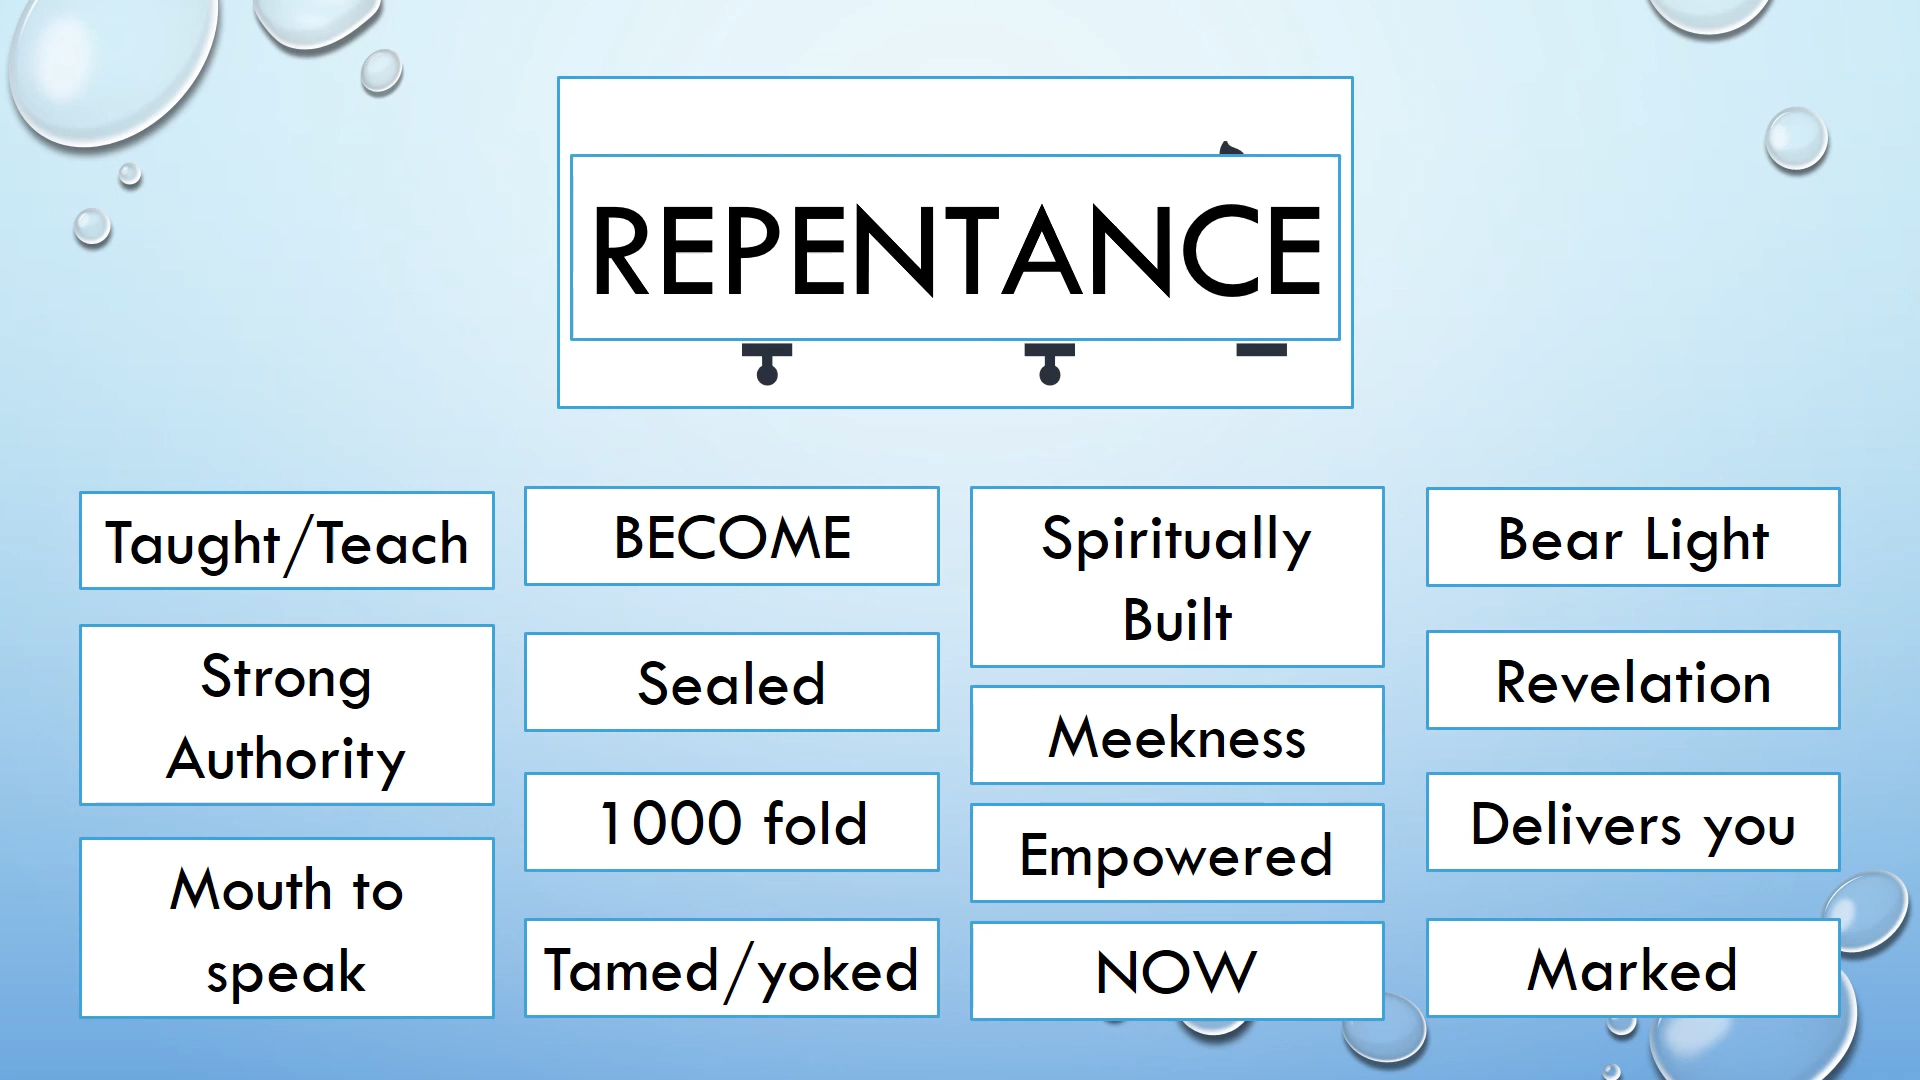 REPENTANCE
Taught/Teach
Strong
Authority
Mouth to
speak
BECOME
Sealed
1000 fold
Tamed/yoked
Spiritually
Built
Meekness
Empowered
NOW
Bear Light
Revelation
Delivers you
Marked